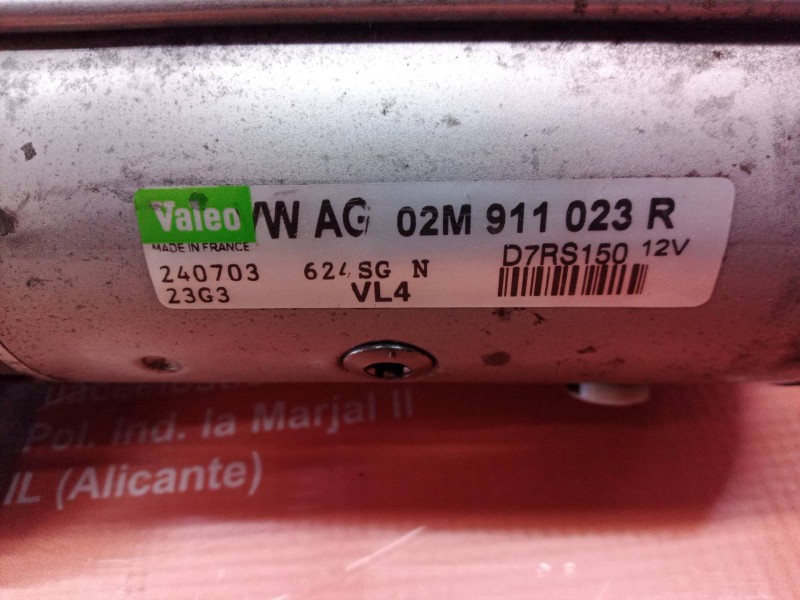 Valeo VW AG 02M 911 023 R
MADE IN FRANCE
D7RS150 12V
240703 624 SG N
23G3 VL4
Pol. Ind. la Marjal II
IL (Alicante)